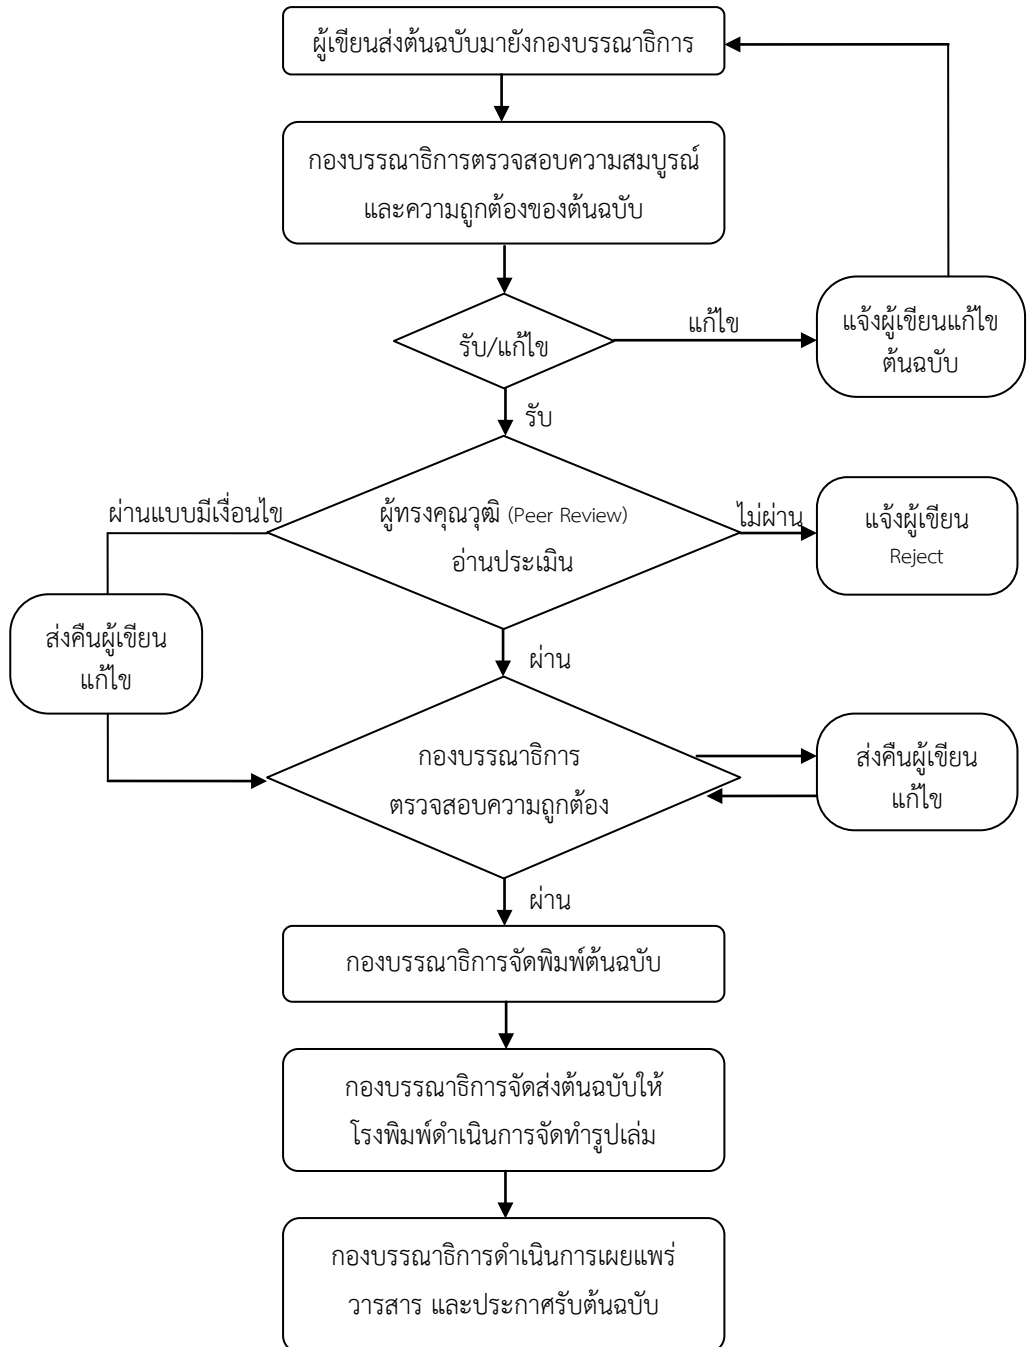 ผู้เขียนส่งต้นฉบับมายังกองบรรณาธิการ
กองบรรณาธิการตรวจสอบความสมบูรณ์
และความถูกต้องของต้นฉบับ
รับ/แก้ไข
แก้ไข
แจ้งผู้เขียนแก้ไข
ต้นฉบับ
รับ
ผ่านแบบมีเงื่อนไข
ผู้ทรงคุณวุฒิ (Peer Review)
อ่านประเมิน
ไม่ผ่าน
แจ้งผู้เขียน
Reject
ส่งคืนผู้เขียน
แก้ไข
ผ่าน
กองบรรณาธิการ
ตรวจสอบความถูกต้อง
ส่งคืนผู้เขียน
แก้ไข
ผ่าน
กองบรรณาธิการจัดพิมพ์ต้นฉบับ
กองบรรณาธิการจัดส่งต้นฉบับให้
โรงพิมพ์ดำเนินการจัดทำรูปเล่ม
กองบรรณาธิการดำเนินการเผยแพร่
วารสาร และประกาศรับต้นฉบับ